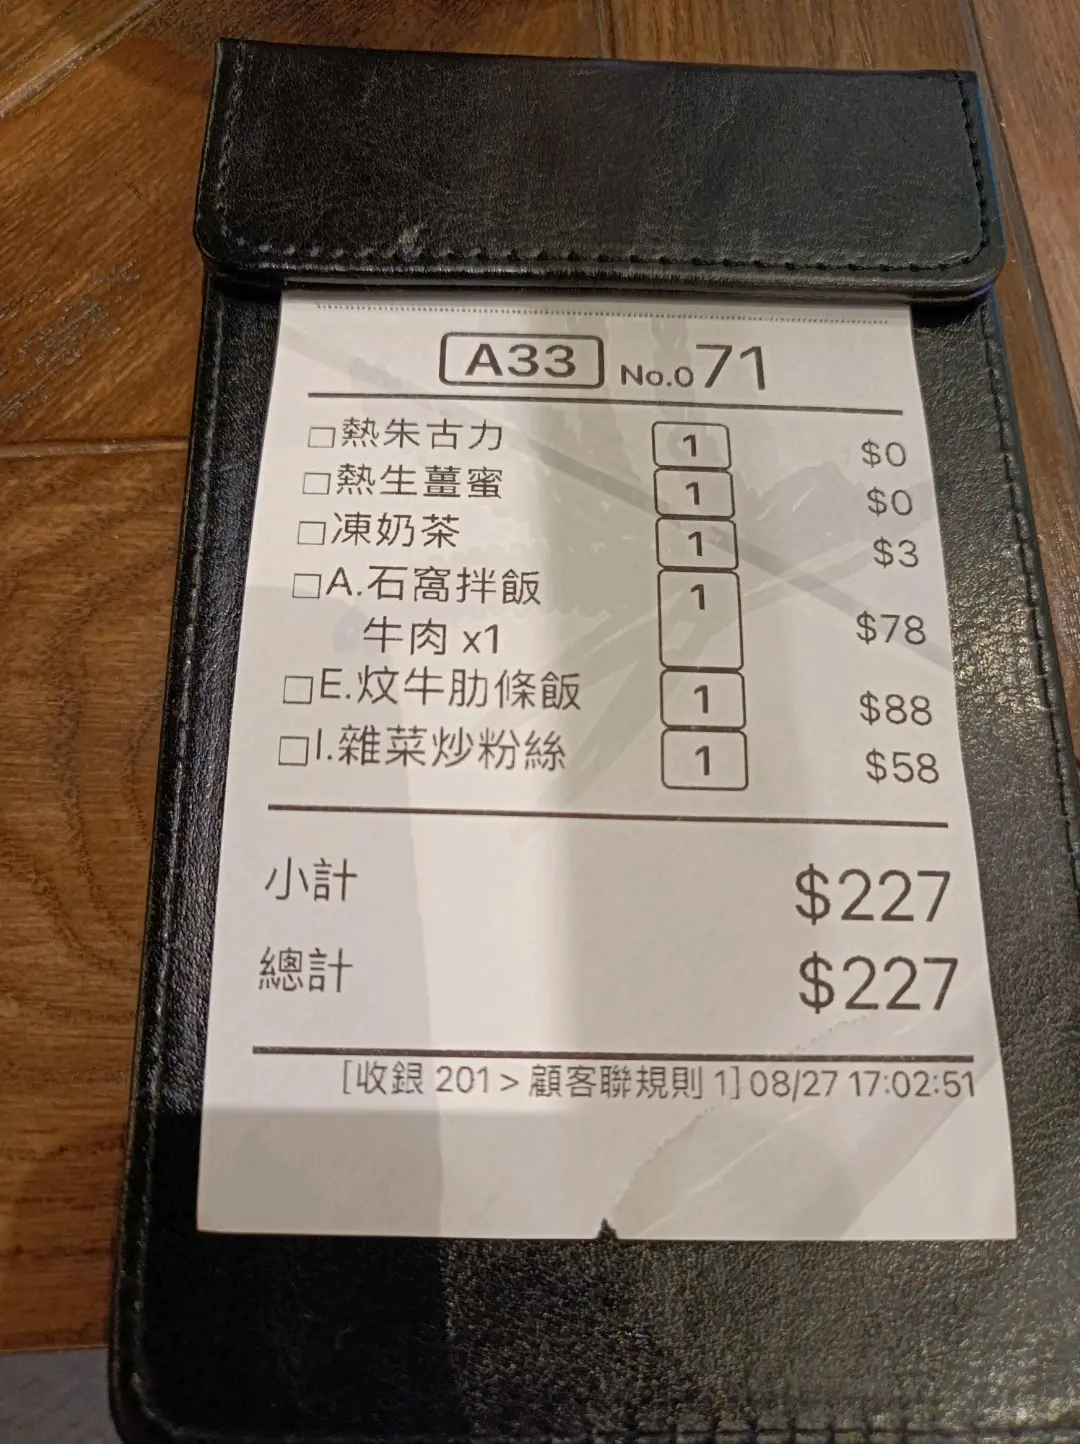 A33 No.071
□熱朱古力 1 $0
□熱生薑蜜 1 $0
□凍奶茶 1 $3
□A.石窩拌飯 1
牛肉 x1 $78
□E.炆牛肋條飯 1 $88
□I.雜菜炒粉絲 1 $58
小計 $227
總計 $227
[收銀 201 > 顧客聯規則 1] 08/27 17:02:51